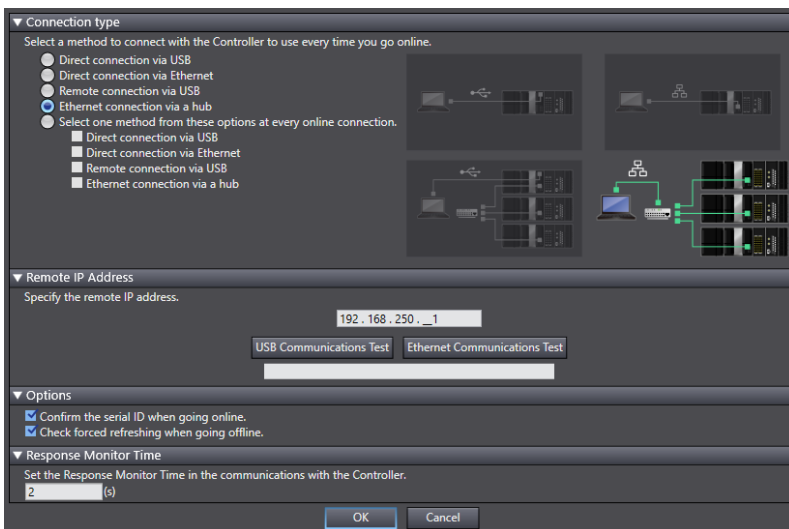 Connection type
Select a method to connect with the Controller to use every time you go online.
Direct connection via USB
Direct connection via Ethernet
Remote connection via USB
Ethernet connection via a hub
Select one method from these options at every online connection.
Direct connection via USB
Direct connection via Ethernet
Remote connection via USB
Ethernet connection via a hub
Remote IP Address
Specify the remote IP address.
192 . 168 . 250 . __1
USB Communications Test Ethernet Communications Test
Options
Confirm the serial ID when going online.
Check forced refreshing when going offline.
Response Monitor Time
Set the Response Monitor Time in the communications with the Controller.
2 (s)
OK Cancel